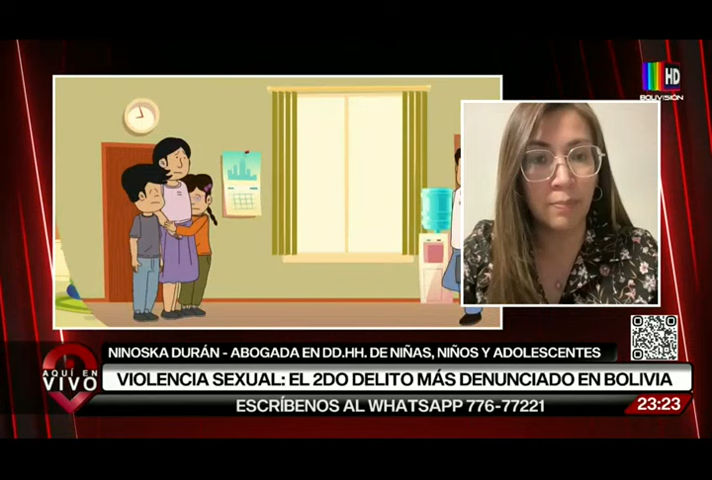 HD
BOLIVISIÓN
NINOSKA DURÁN - ABOGADA EN DD.HH. DE NIÑAS, NIÑOS Y ADOLESCENTES
AQUÍ EN
VIVO
VIOLENCIA SEXUAL: EL 2DO DELITO MÁS DENUNCIADO EN BOLIVIA
ESCRÍBENOS AL WHATSAPP 776-77221
23:23